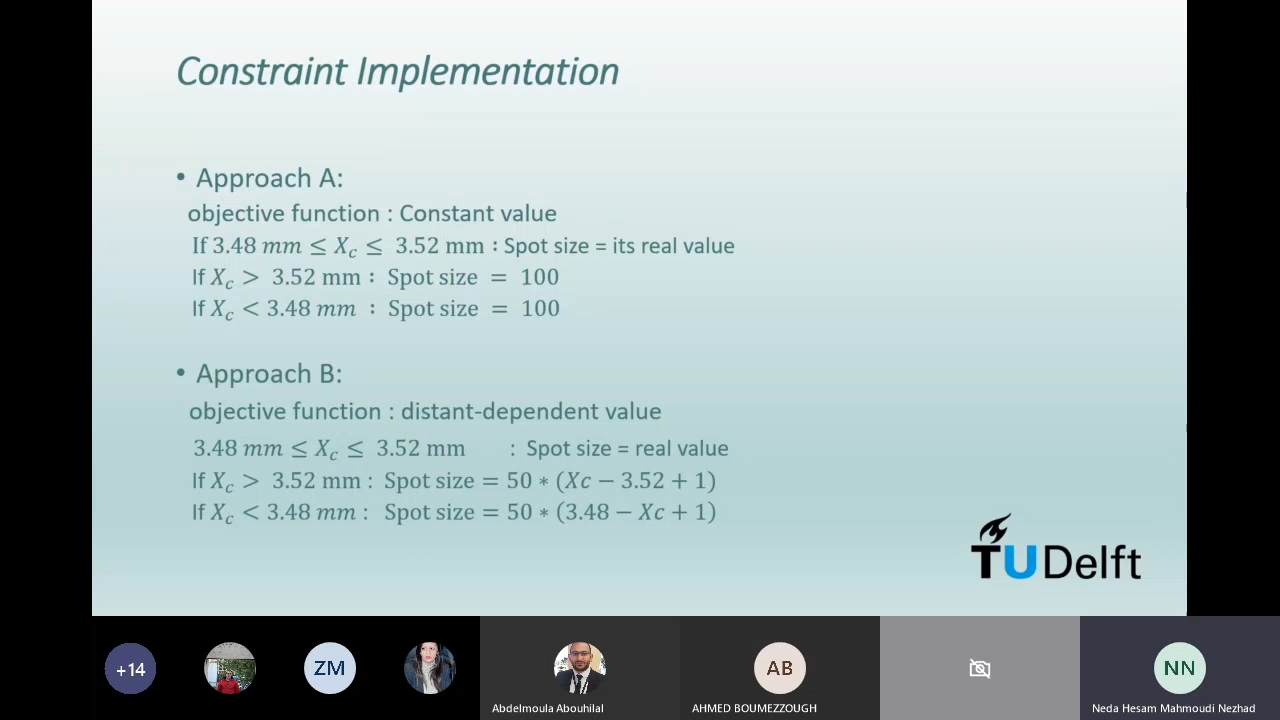 Constraint Implementation
• Approach A:
objective function : Constant value
If 3.48 mm ≤ X_c ≤ 3.52 mm : Spot size = its real value
If X_c > 3.52 mm : Spot size = 100
If X_c < 3.48 mm : Spot size = 100
• Approach B:
objective function : distant-dependent value
3.48 mm ≤ X_c ≤ 3.52 mm : Spot size = real value
If X_c > 3.52 mm : Spot size = 50 ∗ (Xc − 3.52 + 1)
If X_c < 3.48 mm : Spot size = 50 ∗ (3.48 − Xc + 1)
TUDelft
+14
ZM
AB
NN
Abdelmoula Abouhilal
AHMED BOUMEZZOUGH
Neda Hesam Mahmoudi Nezhad